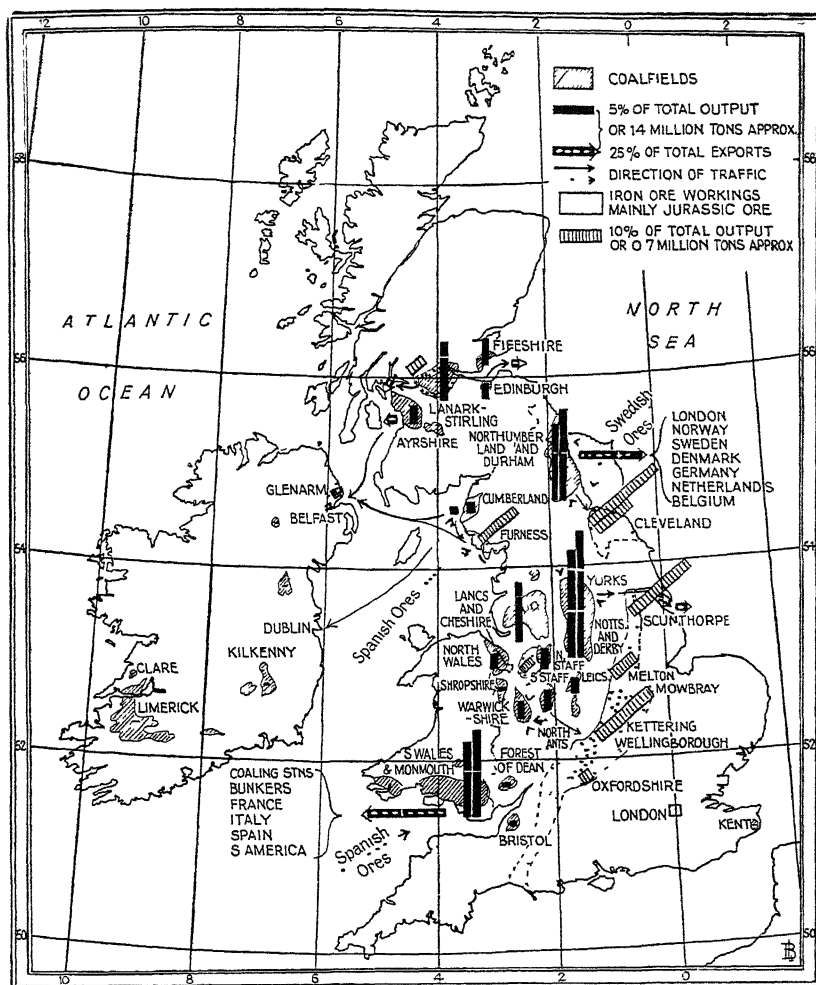 12
10
8
6
4
2
0
2
COALFIELDS
5% OF TOTAL OUTPUT
OR 14 MILLION TONS APPROX
25% OF TOTAL EXPORTS
DIRECTION OF TRAFFIC
IRON ORE WORKINGS
MAINLY JURASSIC ORE
10% OF TOTAL OUTPUT
OR 0 7 MILLION TONS APPROX
58
58
ATLANTIC
OCEAN
NORTH
SEA
56
56
FIFESHIRE
EDINBURGH
LANARK-
STIRLING
AYRSHIRE
NORTHUMBER
LAND AND
DURHAM
Swedish
Ores
LONDON
NORWAY
SWEDEN
DENMARK
GERMANY
NETHERLANDS
BELGIUM
GLENARM
BELFAST
CUMBERLAND
FURNESS
CLEVELAND
54
54
YORKS
LANCS
AND
CHESHIRE
NOTTS
AND
DERBY
SCUNTHORPE
Spanish Ores
DUBLIN
KILKENNY
CLARE
LIMERICK
NORTH
WALES
N.
STAFF
S STAFF
LEICS.
SHROPSHIRE
WARWICK
-SHIRE
MELTON
MOWBRAY
NORTH
ANTS
KETTERING
WELLINGBOROUGH
52
52
S WALES
& MONMOUTH
FOREST
OF DEAN
OXFORDSHIRE
COALING STNS
BUNKERS
FRANCE
ITALY
SPAIN
S AMERICA
LONDON
KENT
Spanish
Ores
BRISTOL
50
50
10
8
6
4
2
0